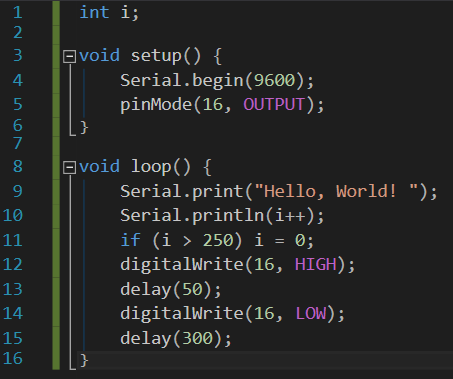 1 int i;
2
3 void setup() {
4     Serial.begin(9600);
5     pinMode(16, OUTPUT);
6 }
7
8 void loop() {
9     Serial.print("Hello, World! ");
10     Serial.println(i++);
11     if (i > 250) i = 0;
12     digitalWrite(16, HIGH);
13     delay(50);
14     digitalWrite(16, LOW);
15     delay(300);
16 }